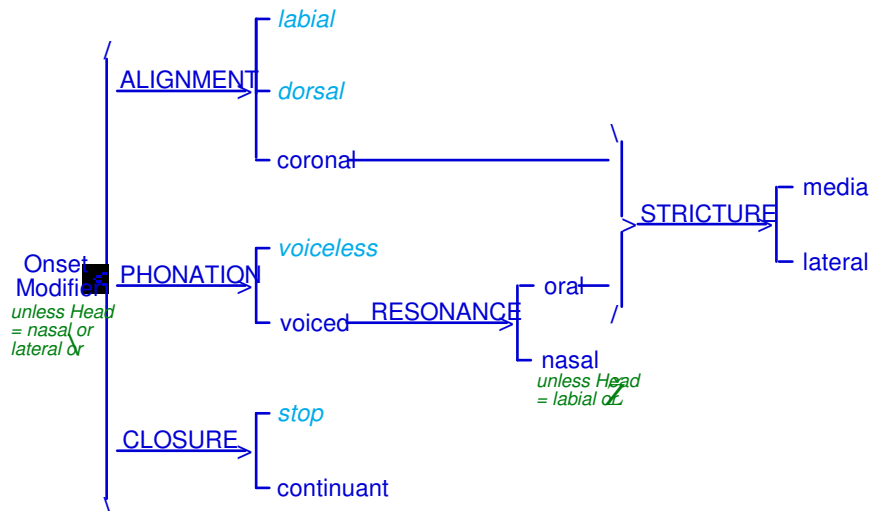 labial
ALIGNMENT
dorsal
coronal
media
STRICTURE
lateral
Onset
Modifier
unless Head
= nasal or
lateral or
PHONATION
voiceless
voiced
RESONANCE
oral
nasal
unless Head
= labial or
stop
CLOSURE
continuant